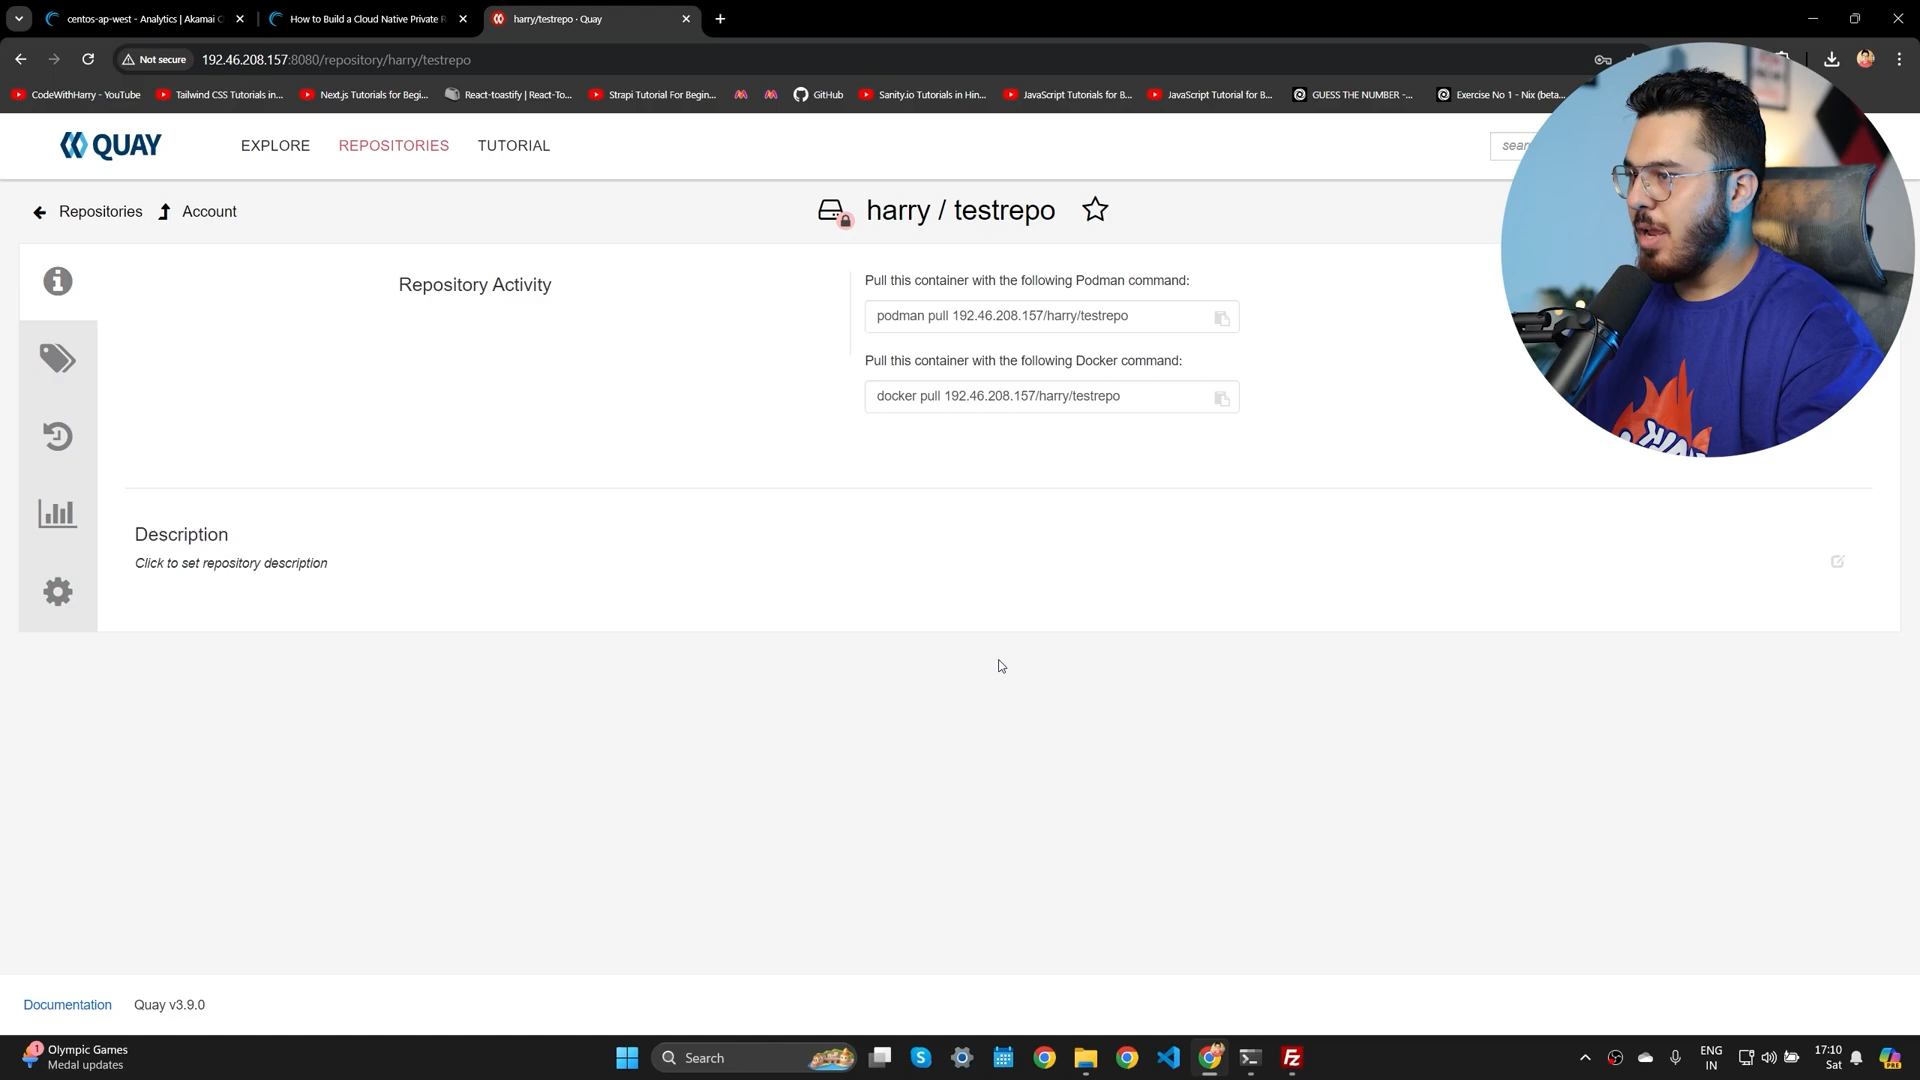 centos-ap-west - Analytics | Akamai C
How to Build a Cloud Native Private R
harry/testrepo · Quay
Not secure
192.46.208.157:8080/repository/harry/testrepo
CodeWithHarry - YouTube
Tailwind CSS Tutorials in...
Next.js Tutorials for Begi...
React-toastify | React-To...
Strapi Tutorial For Begin...
GitHub
Sanity.io Tutorials in Hin...
JavaScript Tutorials for B...
JavaScript Tutorial for B...
GUESS THE NUMBER -...
Exercise No 1 - Nix (beta...
QUAY
EXPLORE
REPOSITORIES
TUTORIAL
sear
Repositories
Account
harry / testrepo
Repository Activity
Pull this container with the following Podman command:
podman pull 192.46.208.157/harry/testrepo
Pull this container with the following Docker command:
docker pull 192.46.208.157/harry/testrepo
Description
Click to set repository description
Documentation
Quay v3.9.0
1
Olympic Games
Medal updates
Search
ENG
IN
17:10
Sat
PRE